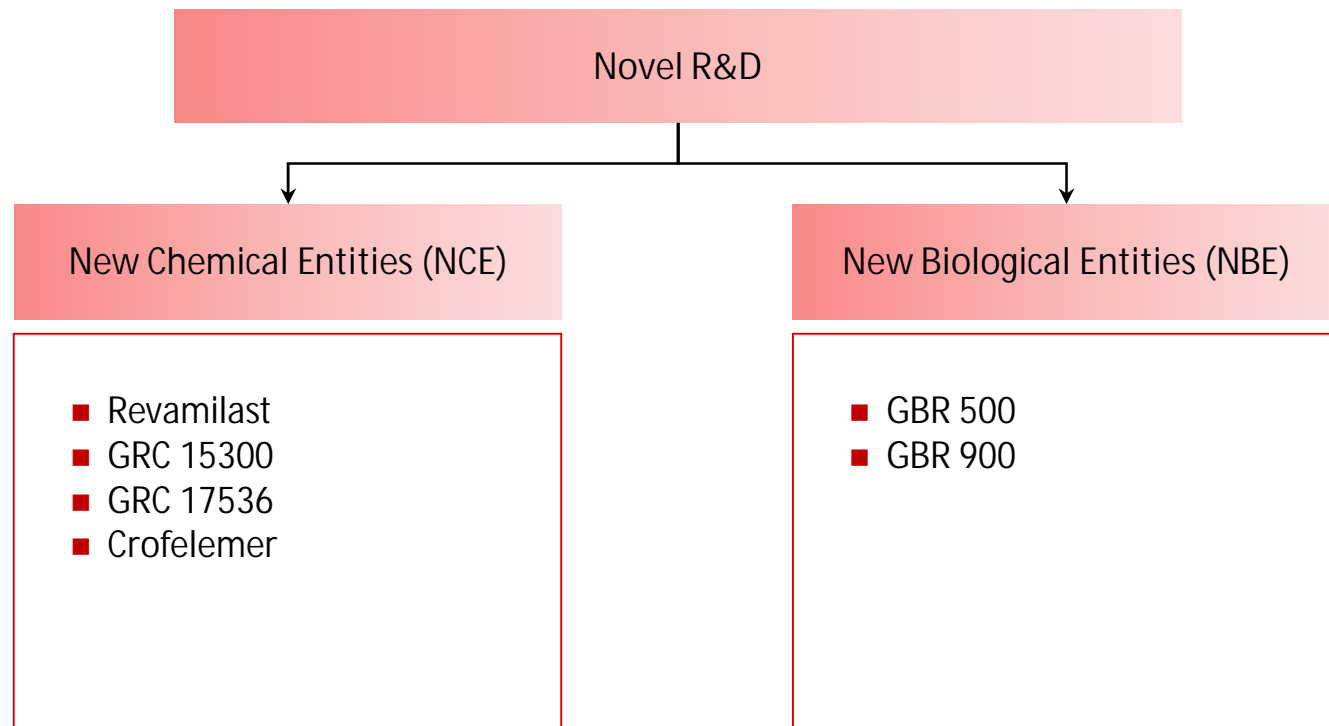 Novel R&D
New Chemical Entities (NCE)
New Biological Entities (NBE)
Revamilast
GRC 15300
GRC 17536
Crofelemer
GBR 500
GBR 900